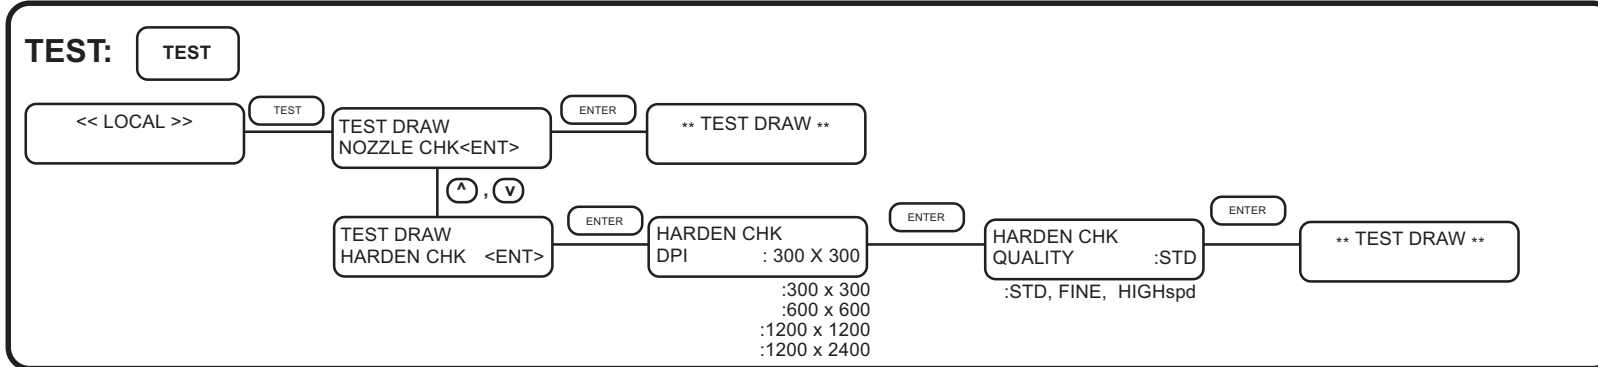 TEST: TEST
<< LOCAL >>
TEST
TEST DRAW
NOZZLE CHK<ENT>
ENTER
** TEST DRAW **
^ , v
TEST DRAW
HARDEN CHK <ENT>
ENTER
HARDEN CHK
DPI : 300 X 300
:300 x 300
:600 x 600
:1200 x 1200
:1200 x 2400
ENTER
HARDEN CHK
QUALITY :STD
:STD, FINE, HIGHspd
ENTER
** TEST DRAW **